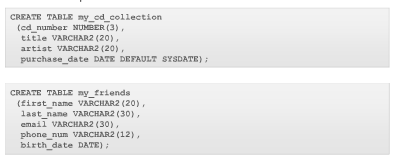 CREATE TABLE my_cd_collection
(cd_number NUMBER(3),
title VARCHAR2(20),
artist VARCHAR2(20),
purchase_date DATE DEFAULT SYSDATE);
CREATE TABLE my_friends
(first_name VARCHAR2(20),
last_name VARCHAR2(30),
email VARCHAR2(30),
phone_num VARCHAR2(12),
birth_date DATE);